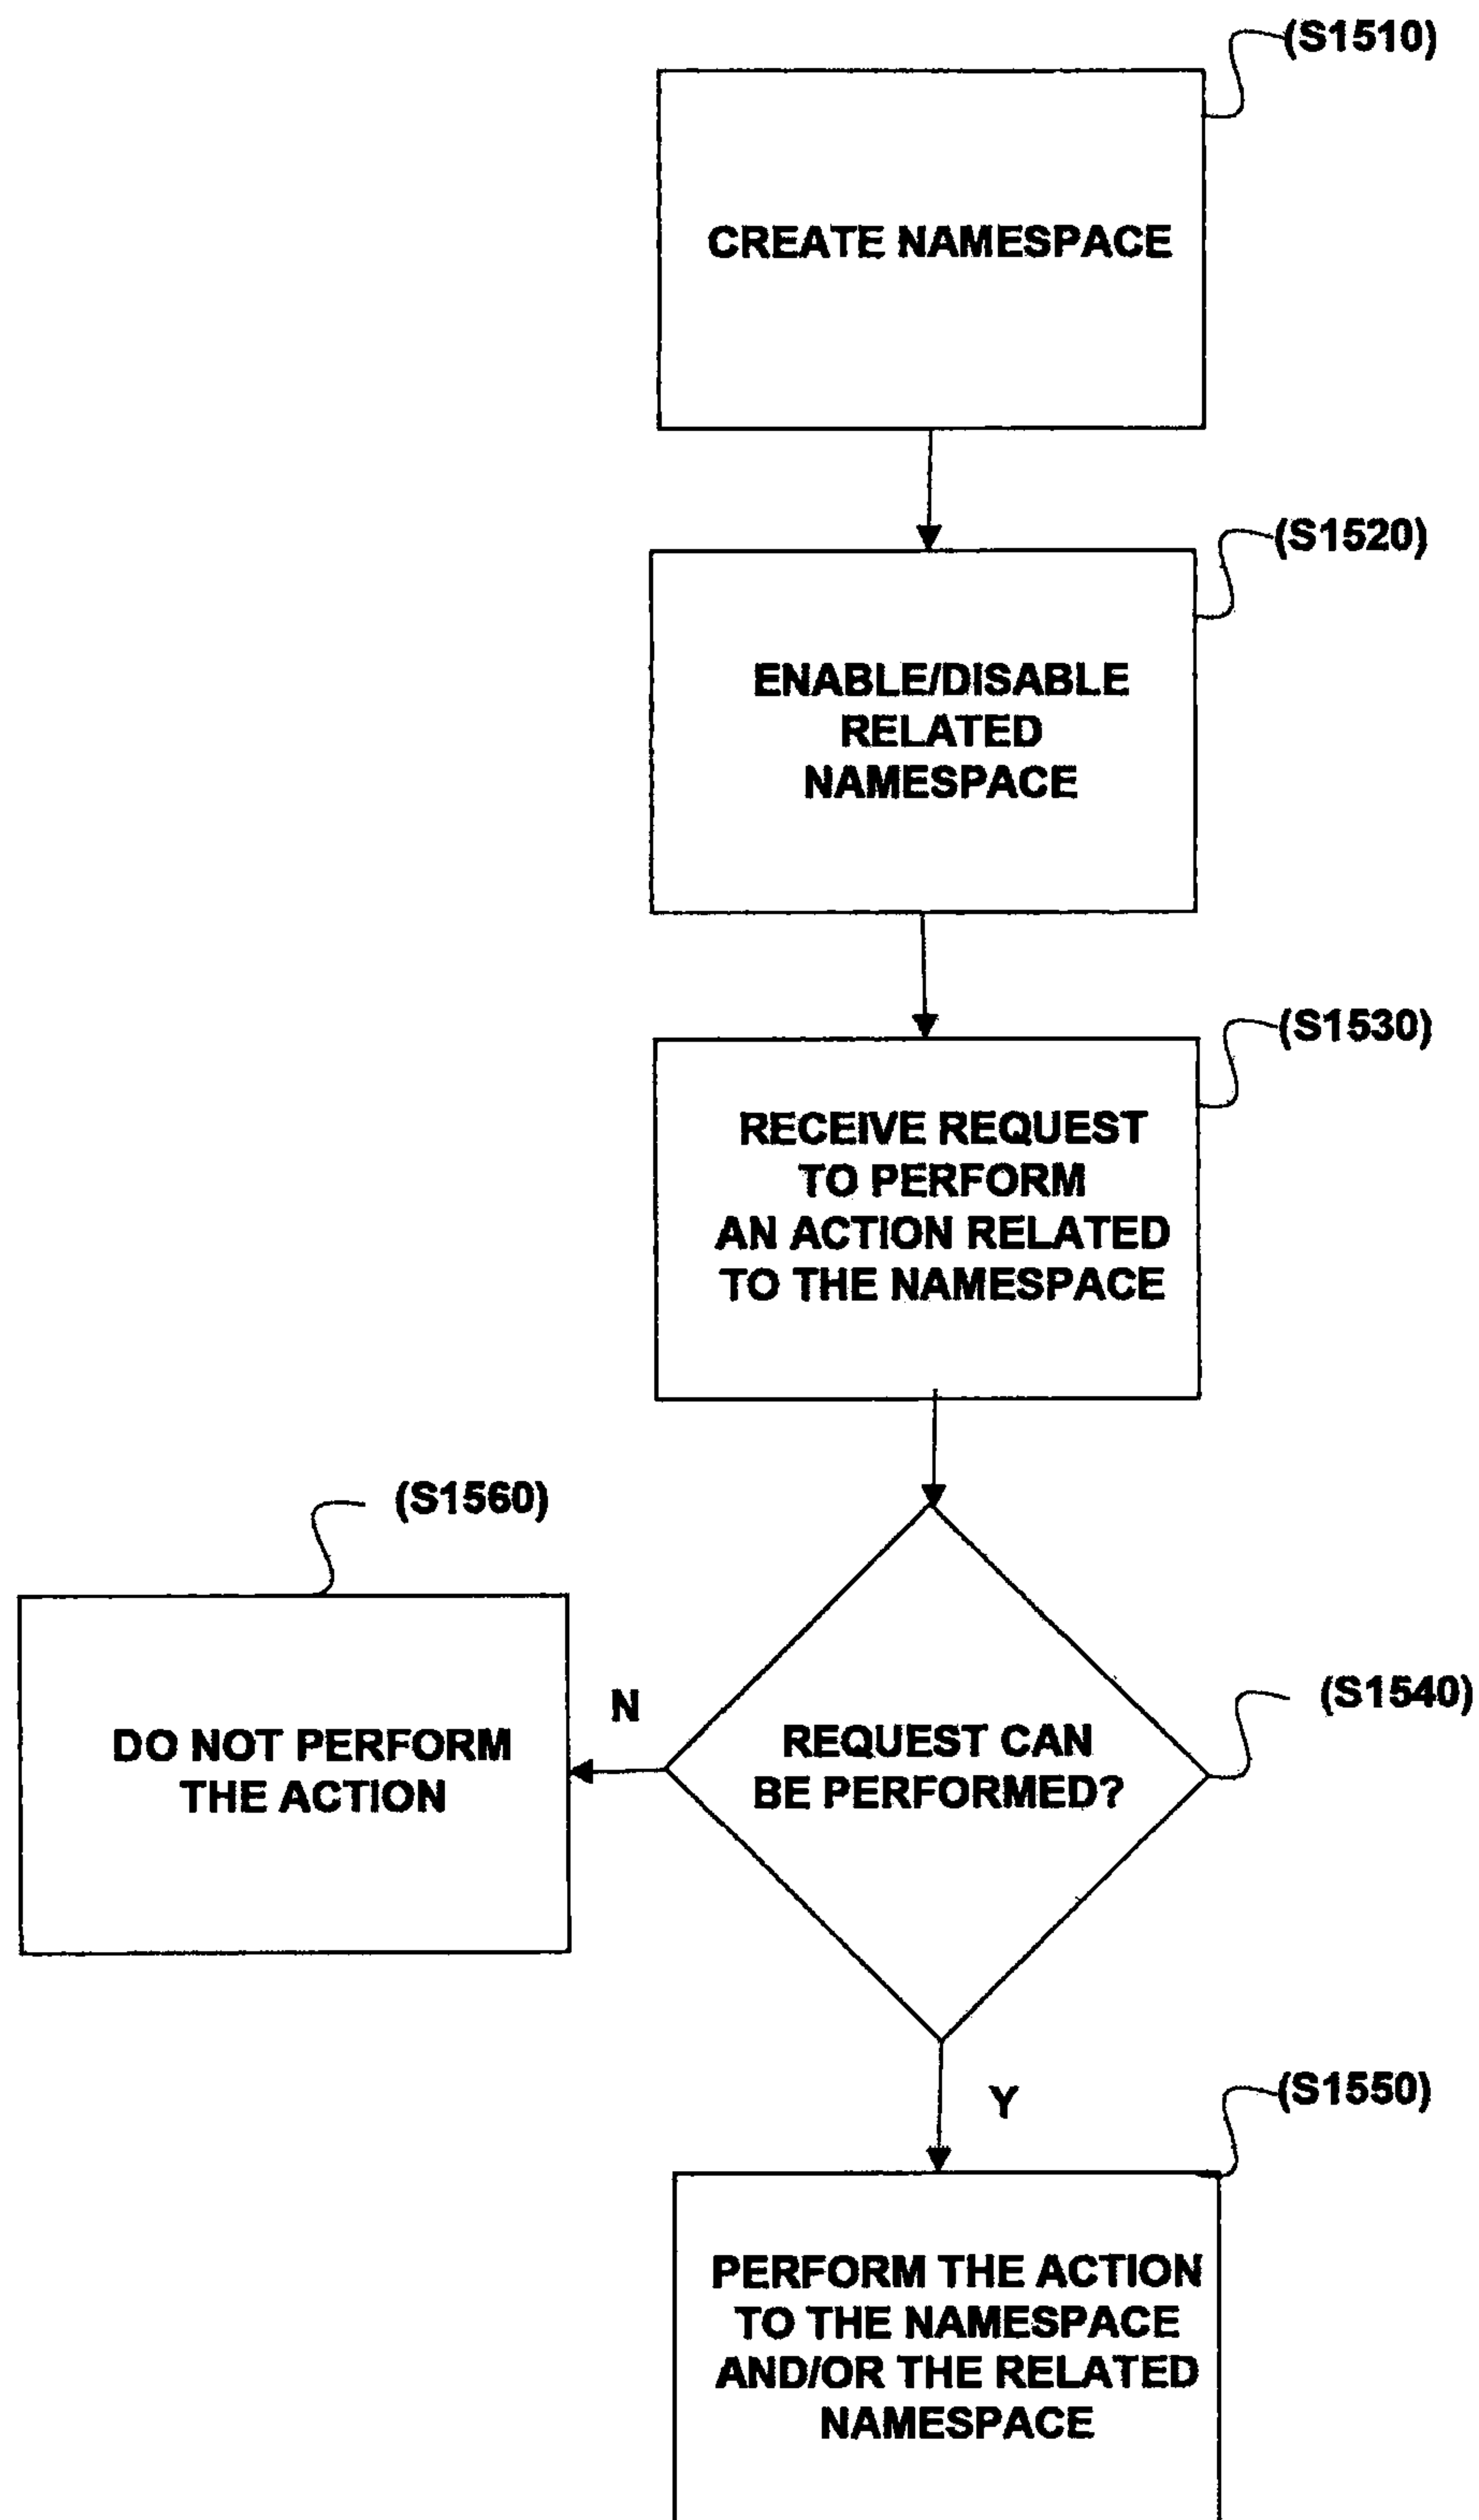 (S1510)
CREATE NAMESPACE
(S1520)
ENABLE/DISABLE
RELATED
NAMESPACE
(S1530)
RECEIVE REQUEST
TO PERFORM
AN ACTION RELATED
TO THE NAMESPACE
(S1560)
DO NOT PERFORM
THE ACTION
N
(S1540)
REQUEST CAN
BE PERFORMED?
Y
(S1550)
PERFORM THE ACTION
TO THE NAMESPACE
AND/OR THE RELATED
NAMESPACE